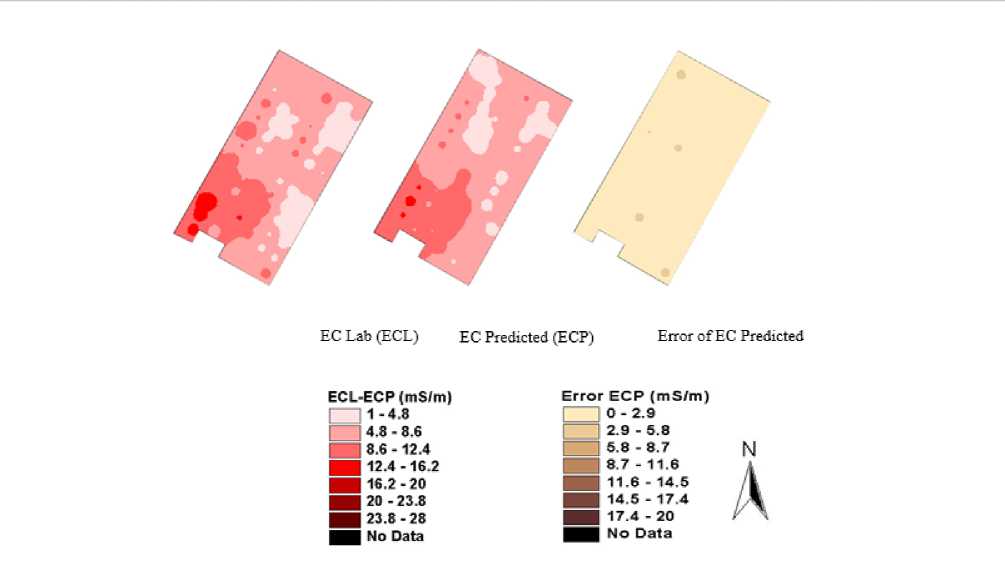 EC Lab (ECL)
EC Predicted (ECP)
Error of EC Predicted
ECL-ECP (mS/m)
1 - 4.8
4.8 - 8.6
8.6 - 12.4
12.4 - 16.2
16.2 - 20
20 - 23.8
23.8 - 28
No Data
Error ECP (mS/m)
0 - 2.9
2.9 - 5.8
5.8 - 8.7
8.7 - 11.6
11.6 - 14.5
14.5 - 17.4
17.4 - 20
No Data
N